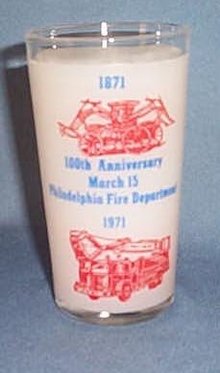 1871
100th Anniversary
March 15
Philadelphia Fire Department
1971